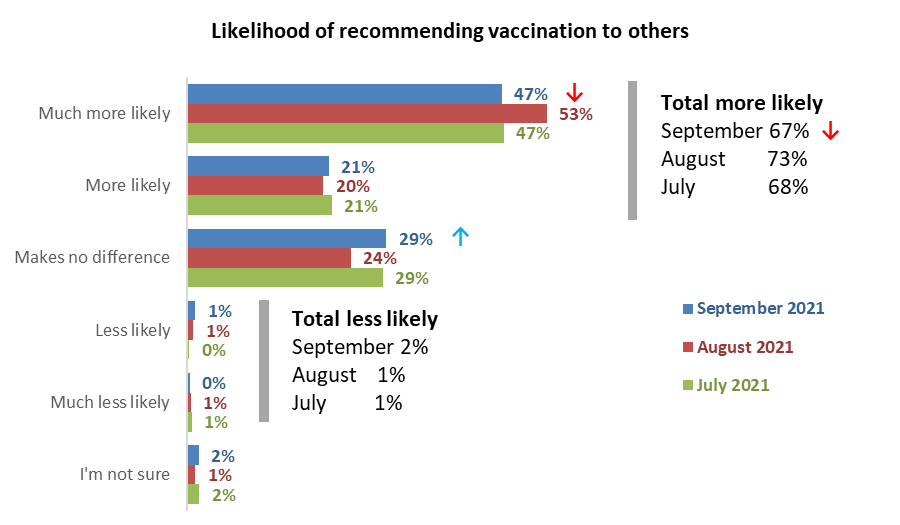 Likelihood of recommending vaccination to others
Much more likely
47% ↓
53%
47%
More likely
21%
20%
21%
Makes no difference
29% ↑
24%
29%
Less likely
1%
1%
0%
Much less likely
0%
1%
1%
I'm not sure
2%
1%
2%
Total more likely
September 67% ↓
August 73%
July 68%
Total less likely
September 2%
August 1%
July 1%
September 2021
August 2021
July 2021